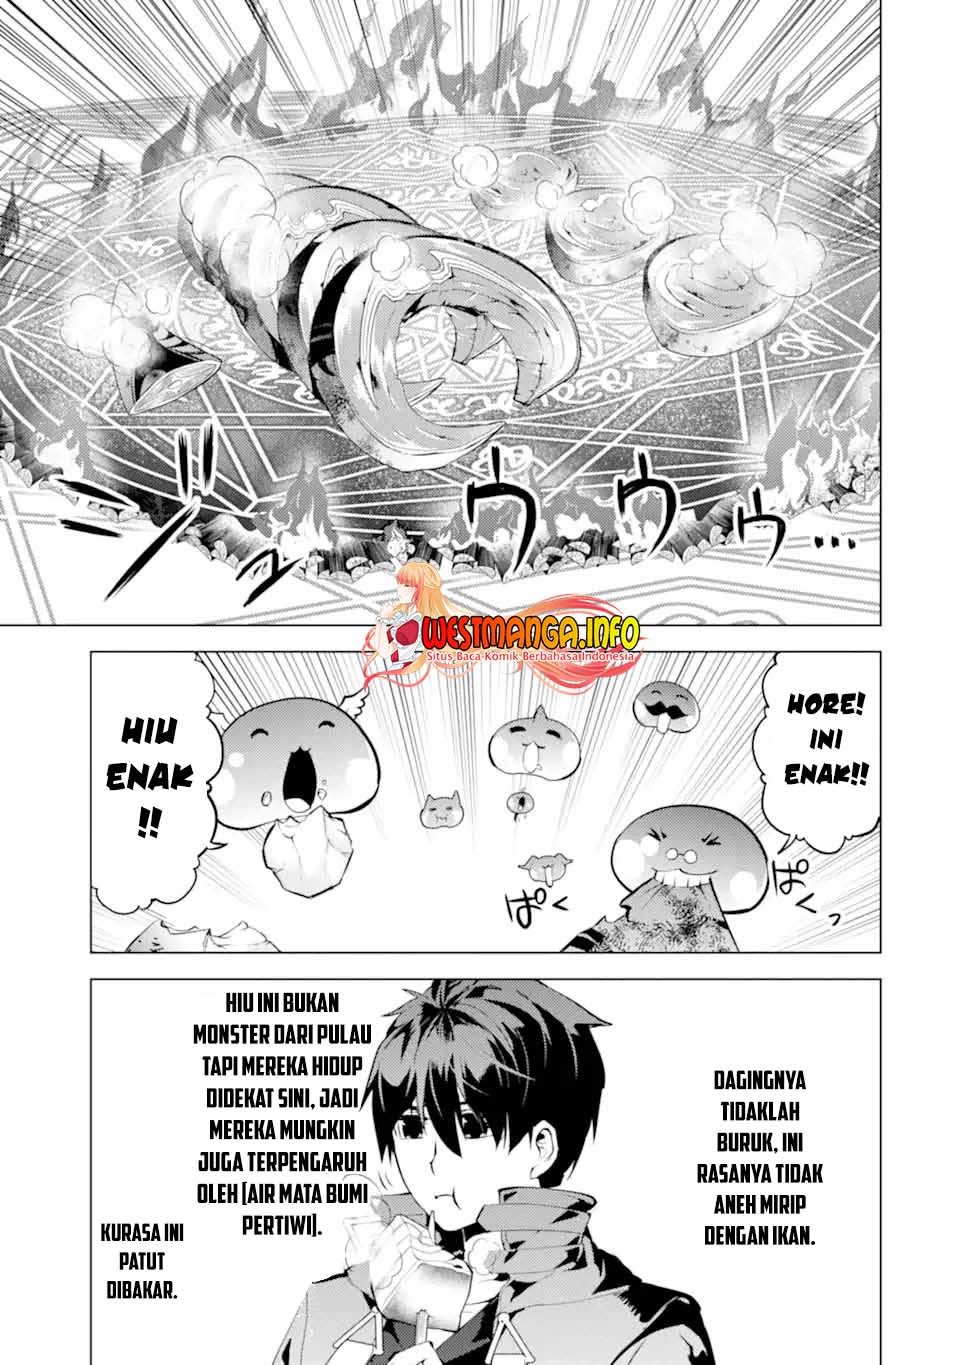 ジュウウゥ…
WESTMANGA.INFO
Situs Baca Komik Berbahasa Indonesia
HORE!
INI
ENAK!!
HIU
ENAK
!!
ぱく
ぱくっ
DAGINGNYA
TIDAKLAH
BURUK, INI
RASANYA TIDAK
ANEH MIRIP
DENGAN IKAN.
HIU INI BUKAN
MONSTER DARI PULAU
TAPI MEREKA HIDUP
DIDEKAT SINI, JADI
MEREKA MUNGKIN
JUGA TERPENGARUH
OLEH [AIR MATA BUMI
PERTIWI].
KURASA INI
PATUT
DIBAKAR.